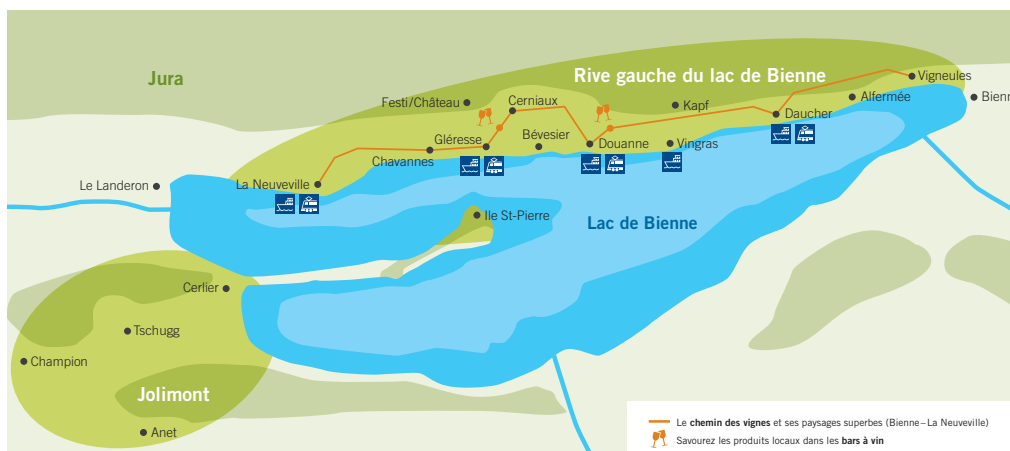 Jura
Rive gauche du lac de Bienne
Vigneules
Festi/Château
Cerniaux
Kapf
Alfermée
Bienn
Daucher
Gléresse
Bévesier
Douanne
Vingras
Chavannes
La Neuveville
Le Landeron
Ile St-Pierre
Lac de Bienne
Cerlier
Tschugg
Champion
Jolimont
Anet
Le chemin des vignes et ses paysages superbes (Bienne–La Neuveville)
Savourez les produits locaux dans les bars à vin